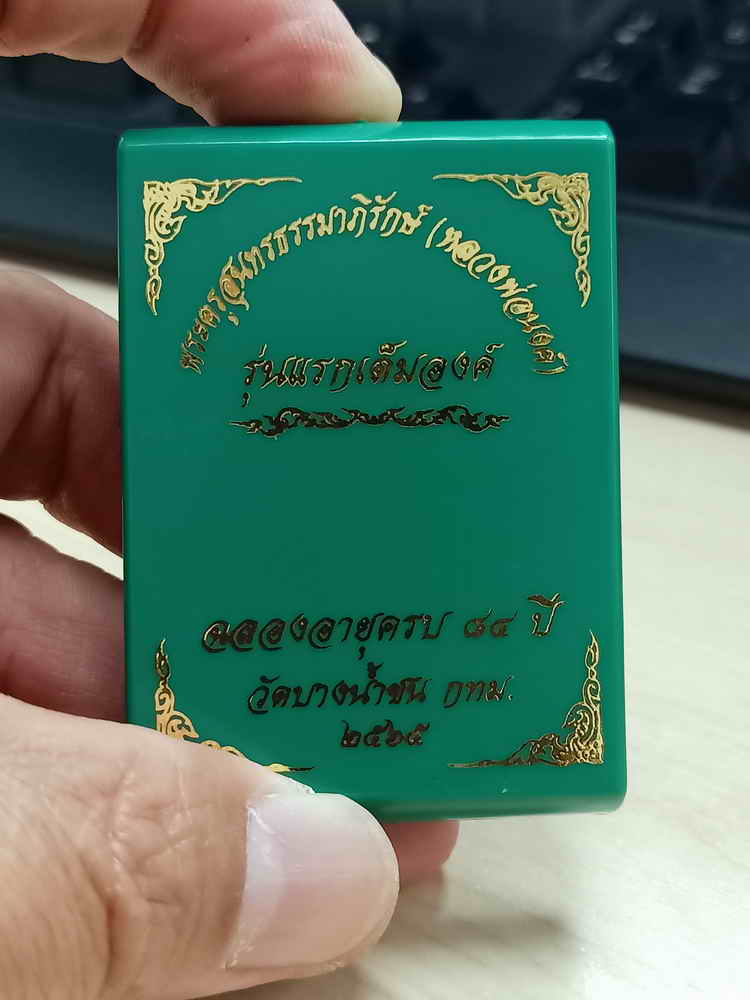 พระครูสุนทรธรรมาภิรักษ์ (หลวงพ่อนงค์)
รุ่นแรกเต็มองค์
ฉลองอายุครบ ๘๔ ปี
วัดบางน้ำชน กทม.
๒๕๖๕